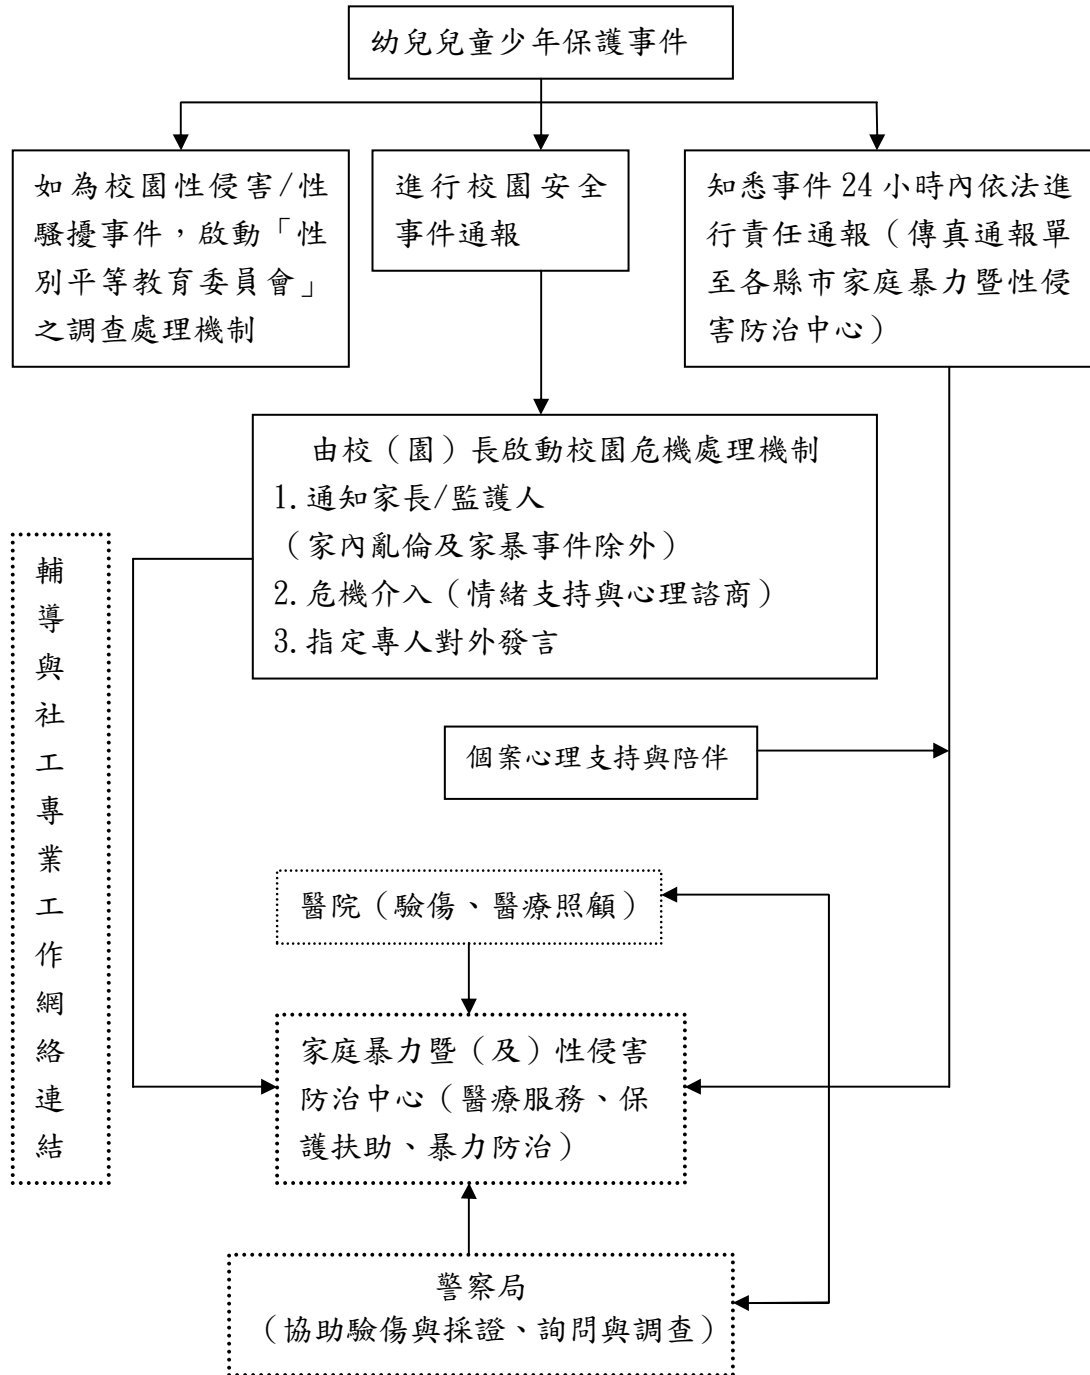 幼兒兒童少年保護事件
如為校園性侵害/性
騷擾事件，啟動「性
別平等教育委員會」
之調查處理機制
進行校園安全
事件通報
知悉事件 24 小時內依法進
行責任通報（傳真通報單
至各縣市家庭暴力暨性侵
害防治中心）
由校（園）長啟動校園危機處理機制
1.通知家長/監護人
（家內亂倫及家暴事件除外）
2.危機介入（情緒支持與心理諮商）
3.指定專人對外發言
輔導與社工專業工作網絡連結
個案心理支持與陪伴
醫院（驗傷、醫療照顧）
家庭暴力暨（及）性侵害
防治中心（醫療服務、保
護扶助、暴力防治）
警察局
（協助驗傷與採證、詢問與調查）